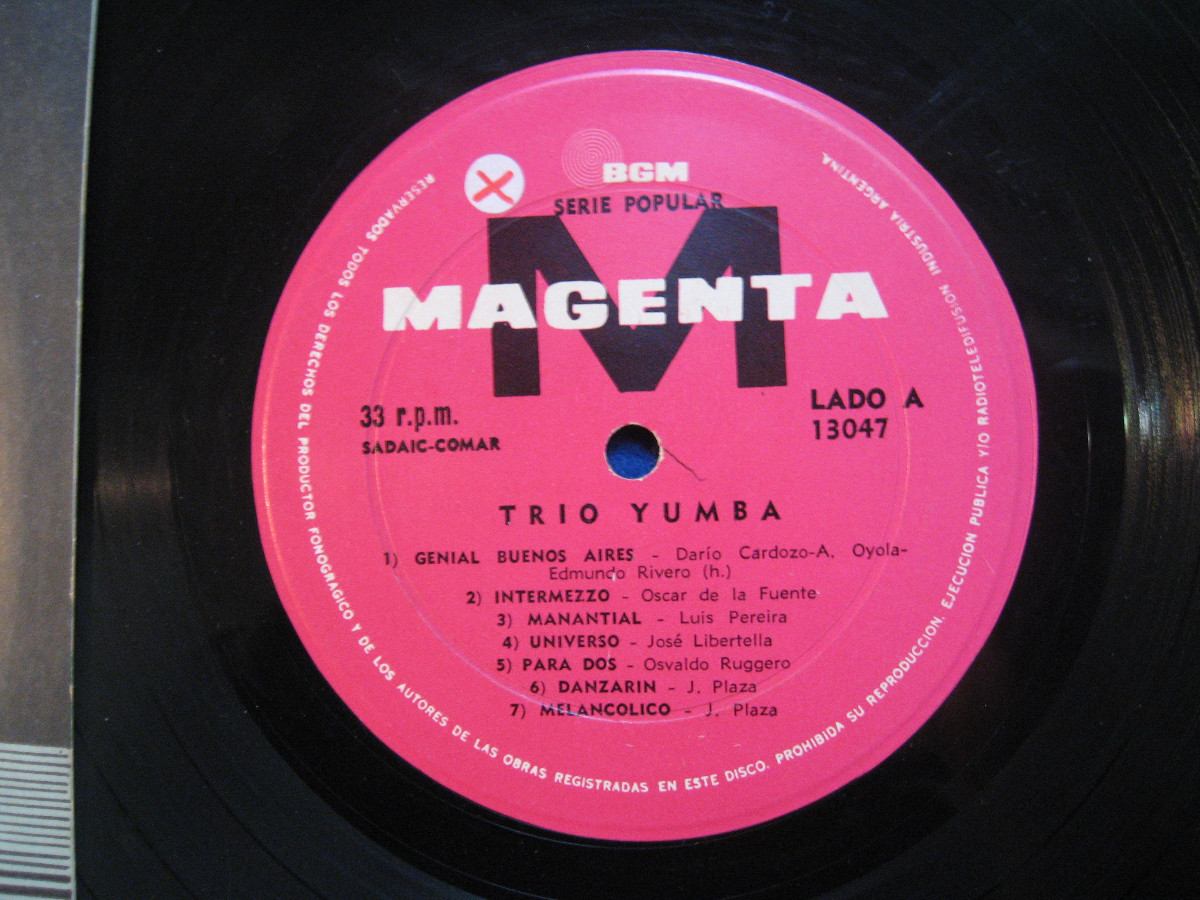 BGM
SERIE POPULAR
M
MAGENTA
33 r.p.m.
SADAIC-COMAR
LADO A
13047
TRIO YUMBA
1) GENIAL BUENOS AIRES - Darío Cardozo-A. Oyola-
Edmundo Rivero (h.)
2) INTERMEZZO - Oscar de la Fuente
3) MANANTIAL - Luis Pereira
4) UNIVERSO - José Libertella
5) PARA DOS - Osvaldo Ruggero
6) DANZARIN - J. Plaza
7) MELANCOLICO - J. Plaza
RESERVADOS TODOS LOS DERECHOS DEL PRODUCTOR FONOGRAGICO Y DE LOS AUTORES DE LAS OBRAS REGISTRADAS EN ESTE DISCO. PROHIBIDA SU REPRODUCCION, EJECUCION PUBLICA Y/O RADIOTELEDIFUSION INDUSTRIA ARGENTINA